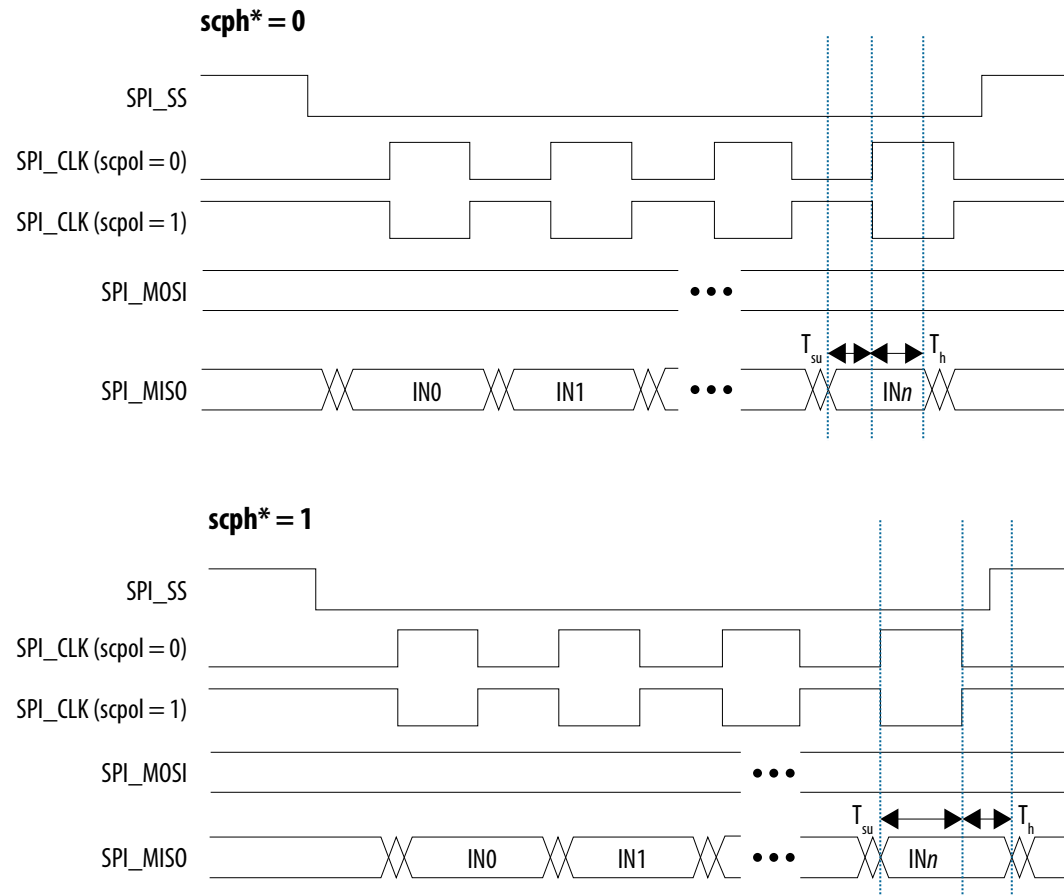 scph* = 0
SPI_SS
SPI_CLK (scpol = 0)
SPI_CLK (scpol = 1)
SPI_MOSI
•••
Tsu
Th
SPI_MISO
IN0
IN1
•••
INn
scph* = 1
SPI_SS
SPI_CLK (scpol = 0)
SPI_CLK (scpol = 1)
SPI_MOSI
•••
Tsu
Th
SPI_MISO
IN0
IN1
•••
INn